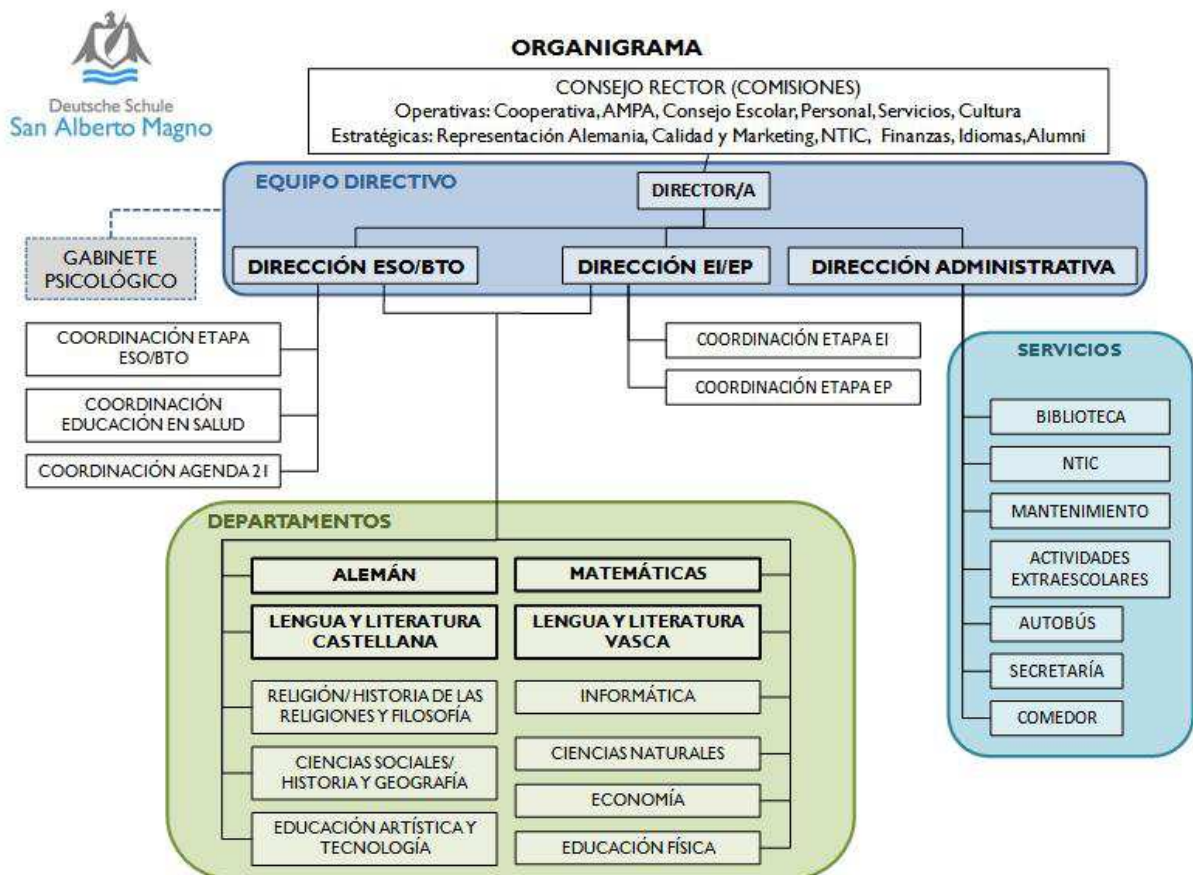 Deutsche Schule
San Alberto Magno
ORGANIGRAMA
CONSEJO RECTOR (COMISIONES)
Operativas: Cooperativa, AMPA, Consejo Escolar, Personal, Servicios, Cultura
Estratégicas: Representación Alemania, Calidad y Marketing, NTIC, Finanzas, Idiomas, Alumni
EQUIPO DIRECTIVO
DIRECTOR/A
GABINETE
PSICOLÓGICO
DIRECCIÓN ESO/BTO
DIRECCIÓN EI/EP
DIRECCIÓN ADMINISTRATIVA
COORDINACIÓN ETAPA
ESO/BTO
COORDINACIÓN
EDUCACIÓN EN SALUD
COORDINACIÓN AGENDA 21
COORDINACIÓN ETAPA EI
COORDINACIÓN ETAPA EP
SERVICIOS
BIBLIOTECA
NTIC
MANTENIMIENTO
ACTIVIDADES
EXTRAESCOLARES
AUTOBÚS
SECRETARÍA
COMEDOR
DEPARTAMENTOS
ALEMÁN
LENGUA Y LITERATURA
CASTELLANA
RELIGIÓN/ HISTORIA DE LAS
RELIGIONES Y FILOSOFÍA
CIENCIAS SOCIALES/
HISTORIA Y GEOGRAFÍA
EDUCACIÓN ARTÍSTICA Y
TECNOLOGÍA
MATEMÁTICAS
LENGUA Y LITERATURA
VASCA
INFORMÁTICA
CIENCIAS NATURALES
ECONOMÍA
EDUCACIÓN FÍSICA